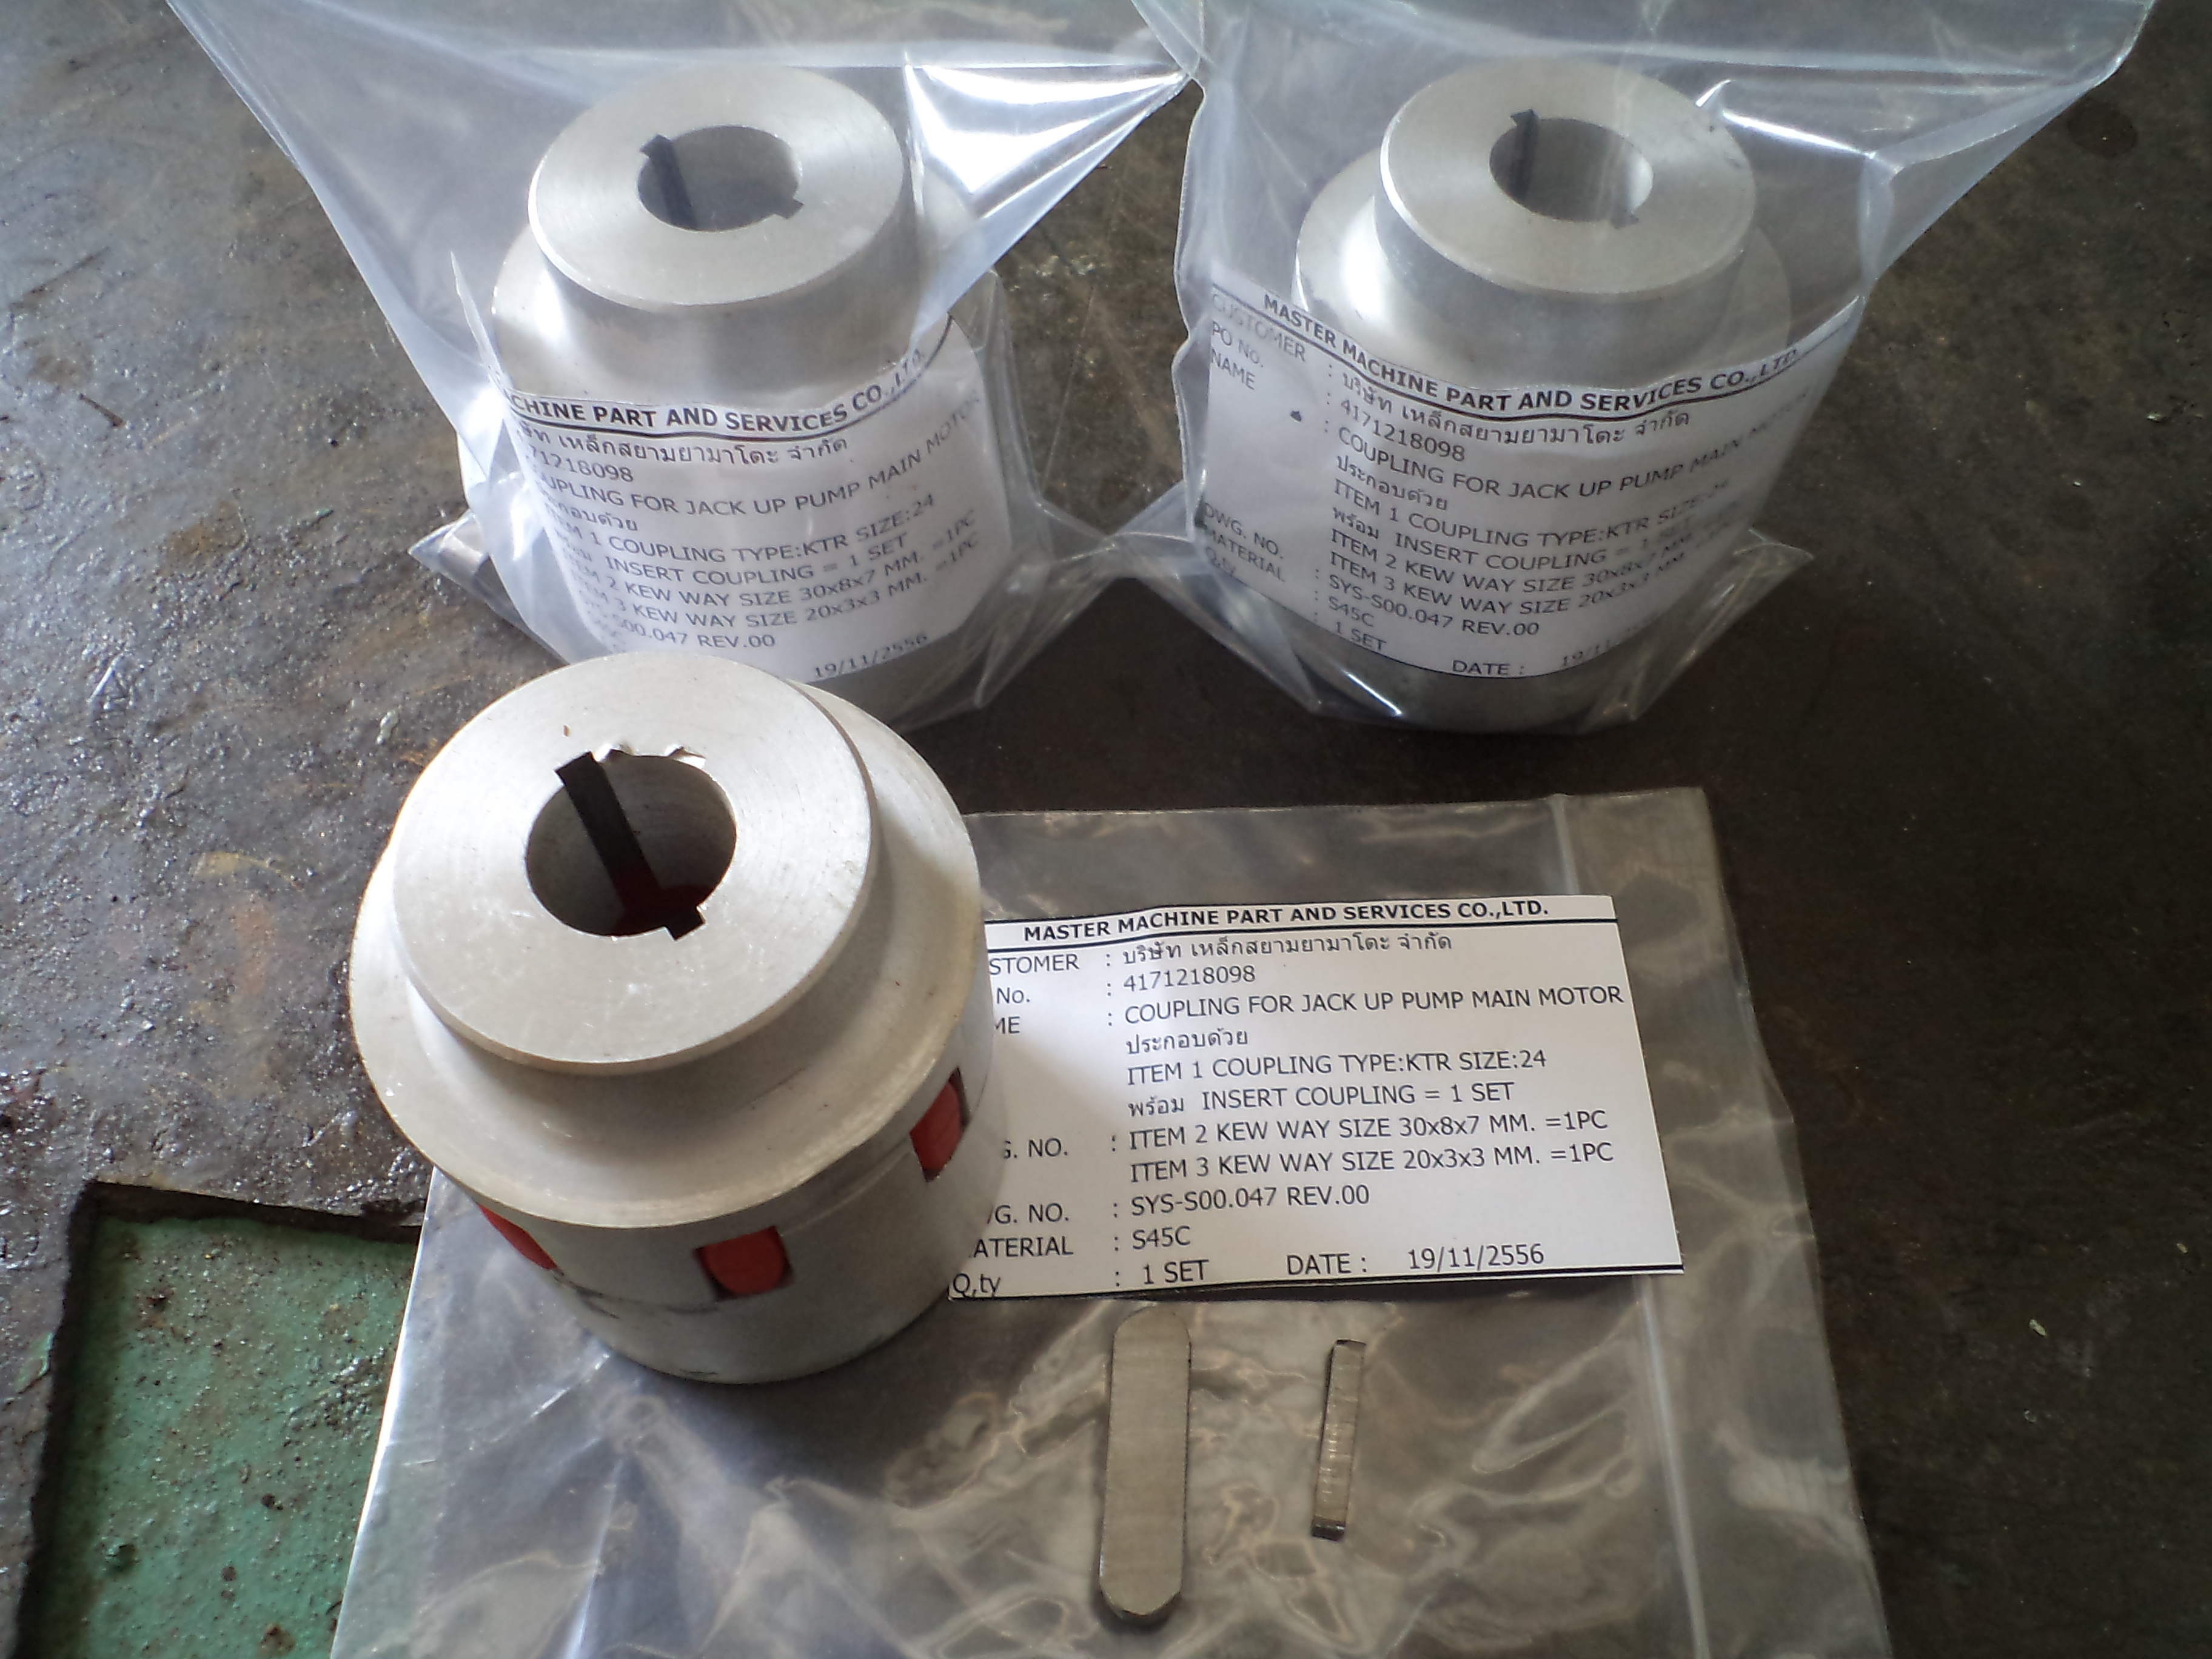 CHINE PART AND SERVICES CO.,LTD.
เหล็กสยามยามาโดะ จำกัด
71218098
UPLING FOR JACK UP PUMP MAIN MOTOR
กอบด้วย
ITEM 1 COUPLING TYPE:KTR SIZE:24
INSERT COUPLING = 1 SET
TEM 2 KEW WAY SIZE 30x8x7 MM. =1PC
EM 3 KEW WAY SIZE 20x3x3 MM. =1PC
S00.047 REV.00
19/11/2556
MASTER MACHINE PART AND SERVICES CO.,LTD.
CUSTOMER : บริษัท เหล็กสยามยามาโดะ จำกัด
PO No. : 4171218098
NAME : COUPLING FOR JACK UP PUMP MAIN MOTOR
ประกอบด้วย
ITEM 1 COUPLING TYPE:KTR SIZE:24
พร้อม INSERT COUPLING = 1 SET
ITEM 2 KEW WAY SIZE 30x8x7 MM.
ITEM 3 KEW WAY SIZE 20x3x3 MM.
DWG. NO. : SYS-S00.047 REV.00
MATERIAL : S45C
Q,ty : 1 SET DATE : 19/11
MASTER MACHINE PART AND SERVICES CO.,LTD.
STOMER : บริษัท เหล็กสยามยามาโดะ จำกัด
No. : 4171218098
ME : COUPLING FOR JACK UP PUMP MAIN MOTOR
ประกอบด้วย
ITEM 1 COUPLING TYPE:KTR SIZE:24
พร้อม INSERT COUPLING = 1 SET
G. NO. : ITEM 2 KEW WAY SIZE 30x8x7 MM. =1PC
ITEM 3 KEW WAY SIZE 20x3x3 MM. =1PC
G. NO. : SYS-S00.047 REV.00
ATERIAL : S45C
Q,ty : 1 SET DATE : 19/11/2556